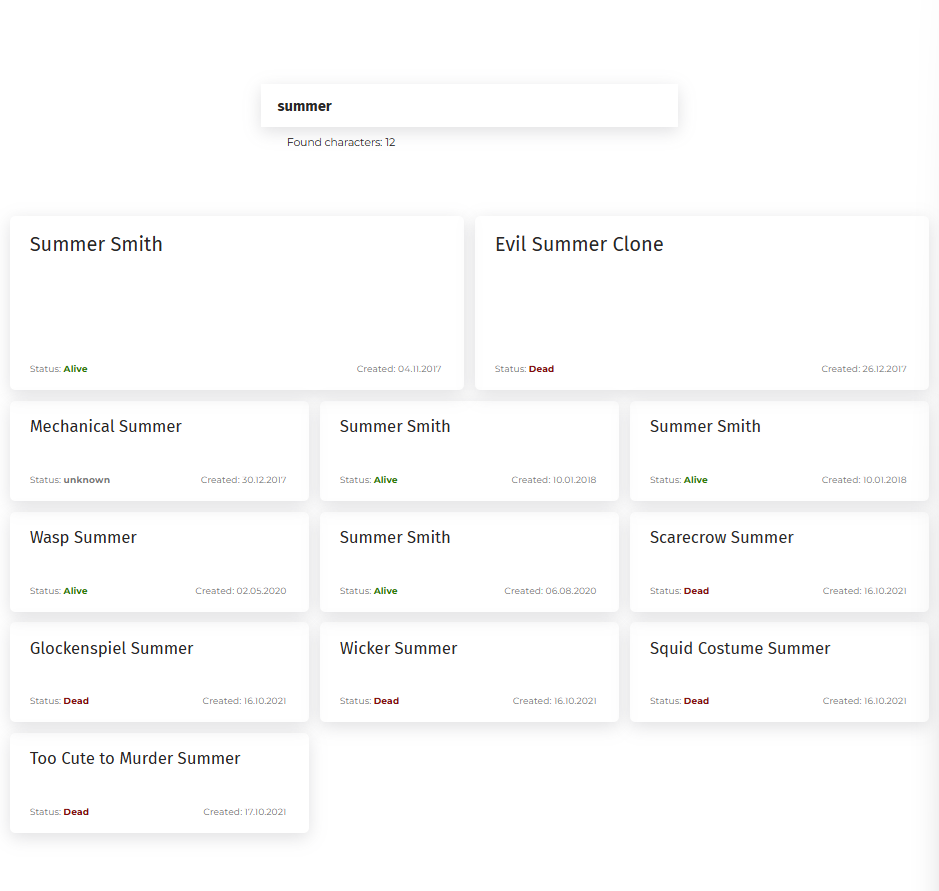 summer
Found characters: 12
Summer Smith
Status: Alive
Created: 04.11.2017
Evil Summer Clone
Status: Dead
Created: 26.12.2017
Mechanical Summer
Status: unknown
Created: 30.12.2017
Summer Smith
Status: Alive
Created: 10.01.2018
Summer Smith
Status: Alive
Created: 10.01.2018
Wasp Summer
Status: Alive
Created: 02.05.2020
Summer Smith
Status: Alive
Created: 06.08.2020
Scarecrow Summer
Status: Dead
Created: 16.10.2021
Glockenspiel Summer
Status: Dead
Created: 16.10.2021
Wicker Summer
Status: Dead
Created: 16.10.2021
Squid Costume Summer
Status: Dead
Created: 16.10.2021
Too Cute to Murder Summer
Status: Dead
Created: 17.10.2021